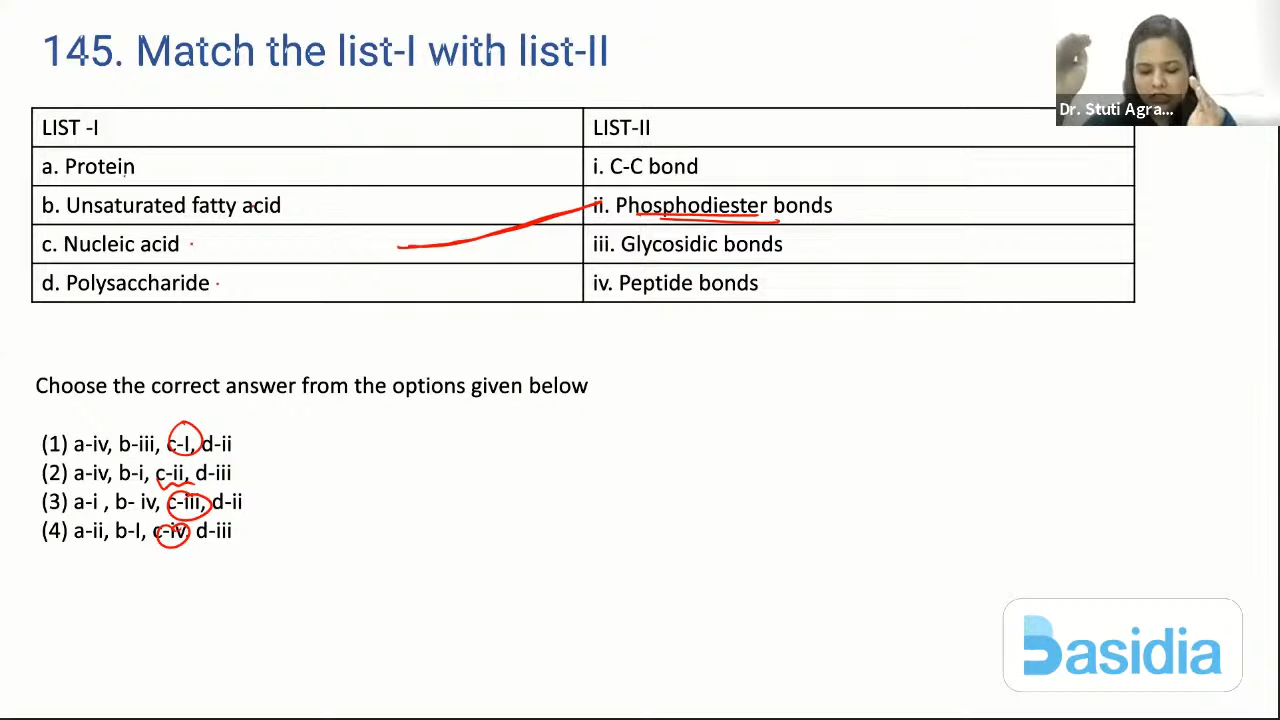 145. Match the list-I with list-II
Dr. Stuti Agra...
LIST -I LIST-II
a. Protein i. C-C bond
b. Unsaturated fatty acid ii. Phosphodiester bonds
c. Nucleic acid iii. Glycosidic bonds
d. Polysaccharide iv. Peptide bonds
Choose the correct answer from the options given below
(1) a-iv, b-iii, c-I, d-ii
(2) a-iv, b-i, c-ii, d-iii
(3) a-i , b- iv, c-iii, d-ii
(4) a-ii, b-I, c-iv, d-iii
Basidia